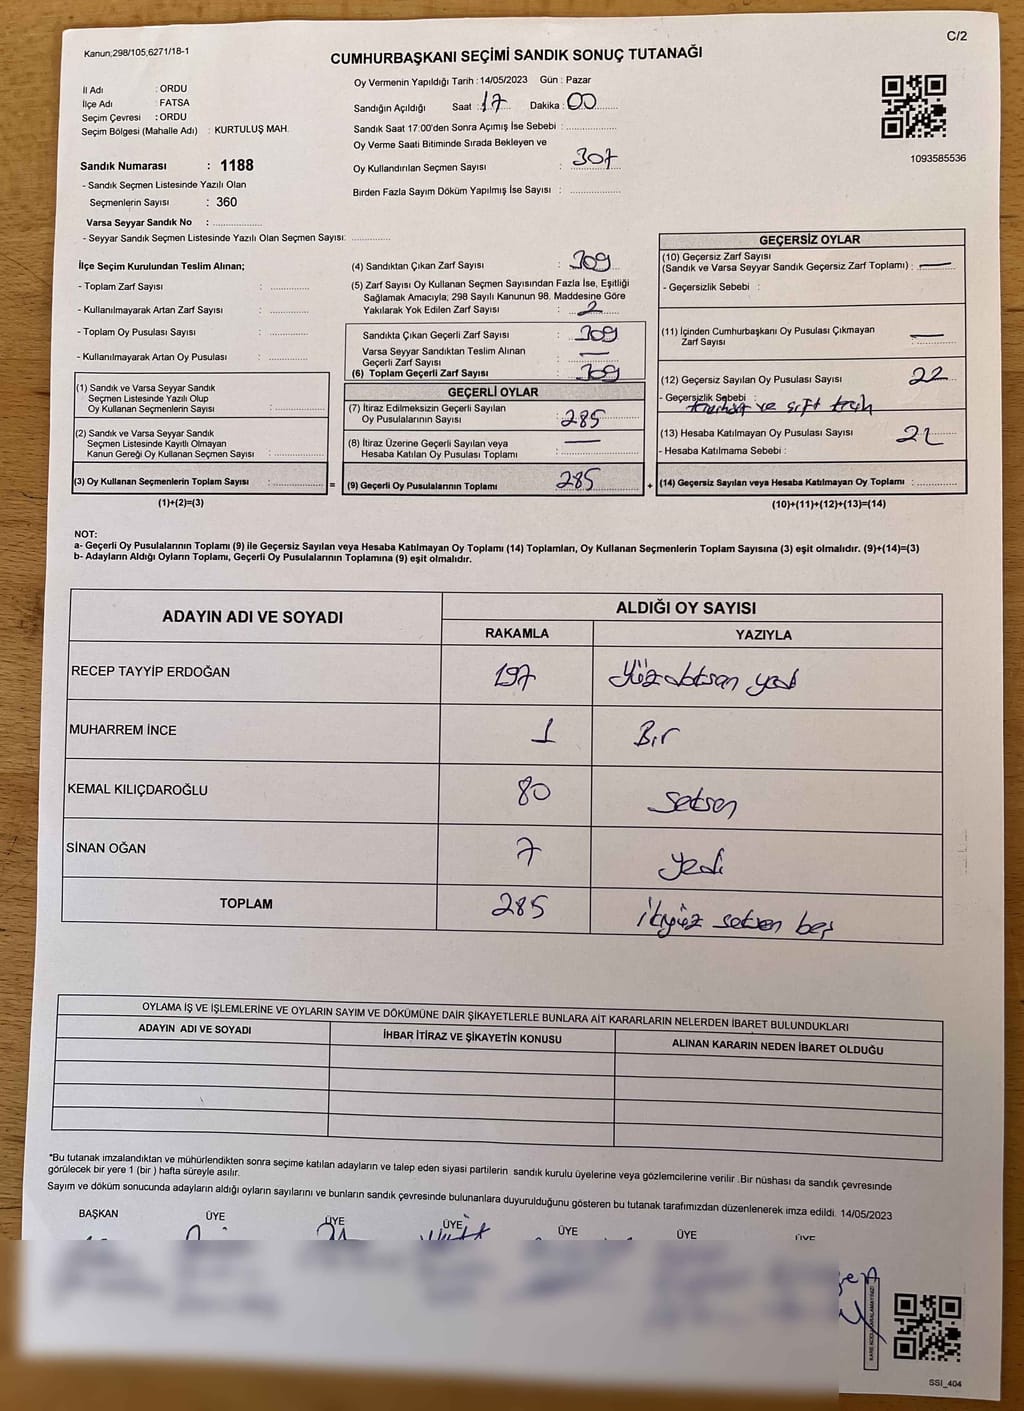 C/2
Kanun;298/105,6271/18-1
CUMHURBAŞKANI SEÇİMİ SANDIK SONUÇ TUTANAĞI
İl Adı : ORDU
İlçe Adı : FATSA
Seçim Çevresi : ORDU
Seçim Bölgesi (Mahalle Adı) : KURTULUŞ MAH.
Sandık Numarası : 1188
- Sandık Seçmen Listesinde Yazılı Olan
Seçmenlerin Sayısı : 360
Varsa Seyyar Sandık No :
- Seyyar Sandık Seçmen Listesinde Yazılı Olan Seçmen Sayısı:
Oy Vermenin Yapıldığı Tarih : 14/05/2023 Gün : Pazar
Sandığın Açıldığı Saat : 17 Dakika : 00
Sandık Saat 17:00'den Sonra Açımış İse Sebebi :
Oy Verme Saati Bitiminde Sırada Bekleyen ve
Oy Kullandırılan Seçmen Sayısı : 307
Birden Fazla Sayım Döküm Yapılmış İse Sayısı :
1093585536
İlçe Seçim Kurulundan Teslim Alınan;
- Toplam Zarf Sayısı :
- Kullanılmayarak Artan Zarf Sayısı :
- Toplam Oy Pusulası Sayısı :
- Kullanılmayarak Artan Oy Pusulası :
(1) Sandık ve Varsa Seyyar Sandık
Seçmen Listesinde Yazılı Olup
Oy Kullanan Seçmenlerin Sayısı :
(2) Sandık ve Varsa Seyyar Sandık
Seçmen Listesinde Kayıtlı Olmayan
Kanun Gereği Oy Kullanan Seçmen Sayısı :
(3) Oy Kullanan Seçmenlerin Toplam Sayısı : =
(1)+(2)=(3)
(4) Sandıktan Çıkan Zarf Sayısı : 309
(5) Zarf Sayısı Oy Kullanan Seçmen Sayısından Fazla İse, Eşitliği
Sağlamak Amacıyla; 298 Sayılı Kanunun 98. Maddesine Göre
Yakılarak Yok Edilen Zarf Sayısı : 2
Sandıkta Çıkan Geçerli Zarf Sayısı : 309
Varsa Seyyar Sandıktan Teslim Alınan
Geçerli Zarf Sayısı : —
(6) Toplam Geçerli Zarf Sayısı : 309
GEÇERLİ OYLAR
(7) İtiraz Edilmeksizin Geçerli Sayılan
Oy Pusulalarının Sayısı : 285
(8) İtiraz Üzerine Geçerli Sayılan veya —
Hesaba Katılan Oy Pusulası Toplamı :
(9) Geçerli Oy Pusulalarının Toplamı : 285 +
GEÇERSİZ OYLAR
(10) Geçersiz Zarf Sayısı
(Sandık ve Varsa Seyyar Sandık Geçersiz Zarf Toplamı) : —
- Geçersizlik Sebebi :
(11) İçinden Cumhurbaşkanı Oy Pusulası Çıkmayan
Zarf Sayısı : —
(12) Geçersiz Sayılan Oy Pusulası Sayısı 22
- Geçersizlik Sebebi : ve çift
(13) Hesaba Katılmayan Oy Pusulası Sayısı 22
- Hesaba Katılmama Sebebi :
(14) Geçersiz Sayılan veya Hesaba Katılmayan Oy Toplamı :
(10)+(11)+(12)+(13)=(14)
NOT:
a- Geçerli Oy Pusulalarının Toplamı (9) ile Geçersiz Sayılan veya Hesaba Katılmayan Oy Toplamı (14) Toplamları, Oy Kullanan Seçmenlerin Toplam Sayısına (3) eşit olmalıdır. (9)+(14)=(3)
b- Adayların Aldığı Oyların Toplamı, Geçerli Oy Pusulalarının Toplamına (9) eşit olmalıdır.
ADAYIN ADI VE SOYADI
ALDIĞI OY SAYISI
RAKAMLA YAZIYLA
RECEP TAYYİP ERDOĞAN 197 Yüzdoksan yedi
MUHARREM İNCE 1 Bir
KEMAL KILIÇDAROĞLU 80 seksen
SİNAN OĞAN 7 yedi
TOPLAM 285 ikiyüz seksen beş
OYLAMA İŞ VE İŞLEMLERİNE VE OYLARIN SAYIM VE DÖKÜMÜNE DAİR ŞİKAYETLERLE BUNLARA AİT KARARLARIN NELERDEN İBARET BULUNDUKLARI
ADAYIN ADI VE SOYADI İHBAR İTİRAZ VE ŞİKAYETİN KONUSU ALINAN KARARIN NEDEN İBARET OLDUĞU
*Bu tutanak imzalandıktan ve mühürlendikten sonra seçime katılan adayların ve talep eden siyasi partilerin sandık kurulu üyelerine veya gözlemcilerine verilir .Bir nüshası da sandık çevresinde
görülecek bir yere 1 (bir ) hafta süreyle asılır.
Sayım ve döküm sonucunda adayların aldığı oyların sayılarını ve bunların sandık çevresinde bulunanlara duyurulduğunu gösteren bu tutanak tarafımızdan düzenlenerek imza edildi. 14/05/2023
BAŞKAN ÜYE ÜYE ÜYE ÜYE ÜYE ÜYE
SSI_404